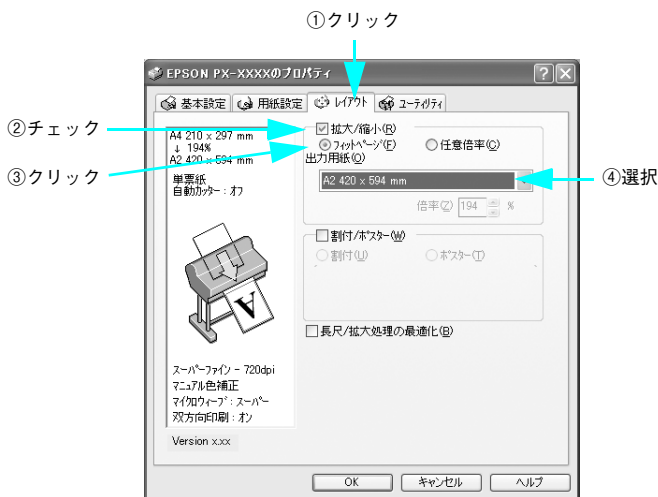 ①クリック
EPSON PX-XXXXのプロパティ
基本設定 用紙設定 レイアウト ユーティリティ
②チェック
③クリック
④選択
A4 210 x 297 mm
↓ 194%
A2 420 x 594 mm
単票紙
自動カッター : オフ
スーパーファイン - 720dpi
マニュアル色補正
マイクロウィーブ : スーパー
双方向印刷 : オン
Version x.xx
拡大/縮小(R)
フィットページ(F) 任意倍率(C)
出力用紙(O)
A2 420 x 594 mm
倍率(Z) 194 %
割付/ポスター(W)
割付(U) ポスター(T)
長尺/拡大処理の最適化(B)
OK キャンセル ヘルプ